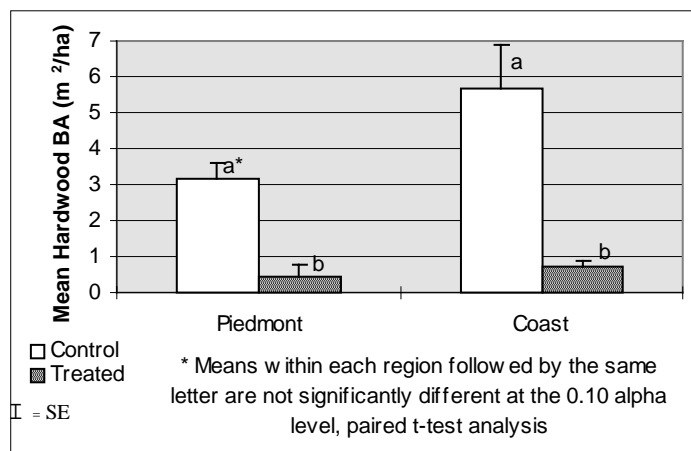 Mean Hardwood BA (m ²/ha)
7
6
5
4
3
2
1
0
a*
b
a
b
Piedmont
Coast
Control
Treated
I = SE
* Means within each region followed by the same
letter are not significantly different at the 0.10 alpha
level, paired t-test analysis